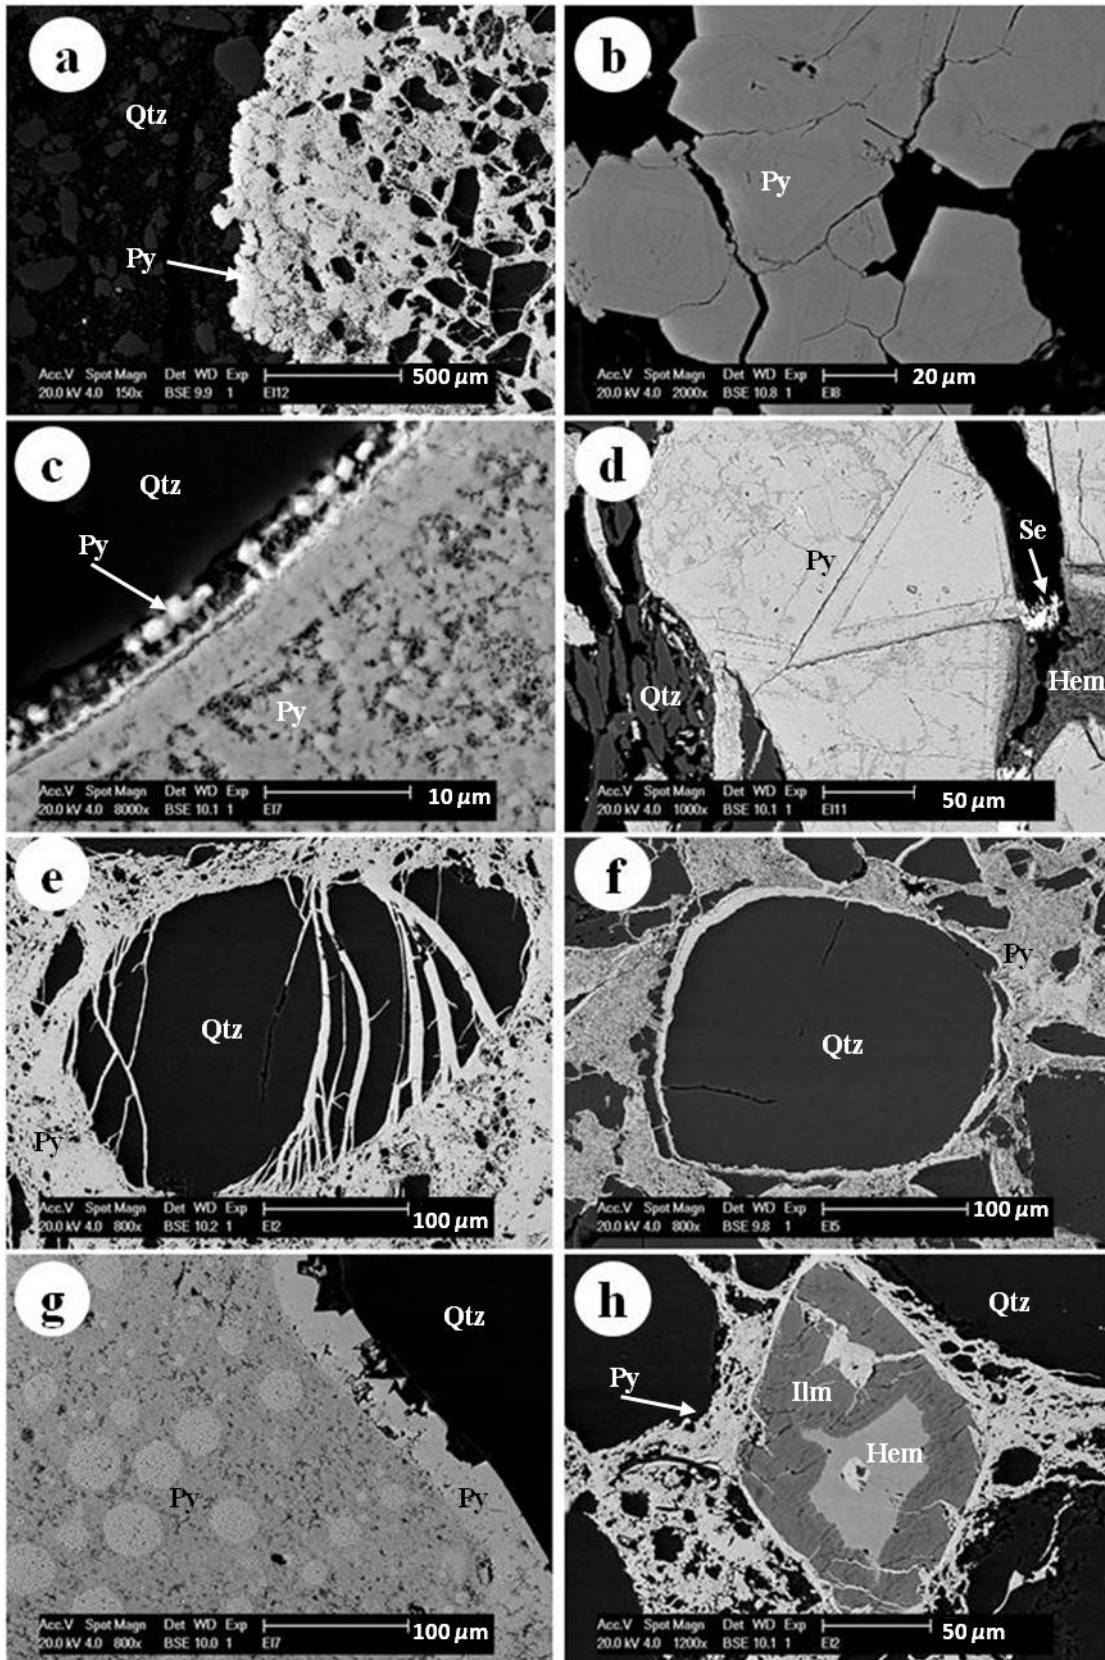 a
Qtz
Py
Acc.V Spot Magn Det WD Exp
20.0 kV 4.0 150x BSE 9.9 1 EI12
500 µm
b
Py
Acc.V Spot Magn Det WD Exp
20.0 kV 4.0 2000x BSE 10.8 1 EI8
20 µm
c
Qtz
Py
Py
Acc.V Spot Magn Det WD Exp
20.0 kV 4.0 8000x BSE 10.1 1 EI7
10 µm
d
Se
Py
Qtz
Hem
Acc.V Spot Magn Det WD Exp
20.0 kV 4.0 1000x BSE 10.1 1 EI11
50 µm
e
Qtz
Py
Acc.V Spot Magn Det WD Exp
20.0 kV 4.0 800x BSE 10.2 1 EI2
100 µm
f
Py
Qtz
Acc.V Spot Magn Det WD Exp
20.0 kV 4.0 800x BSE 9.8 1 EI5
100 µm
g
Qtz
Py
Py
Acc.V Spot Magn Det WD Exp
20.0 kV 4.0 800x BSE 10.0 1 EI7
100 µm
h
Qtz
Py
Ilm
Hem
Acc.V Spot Magn Det WD Exp
20.0 kV 4.0 1200x BSE 10.1 1 EI2
50 µm